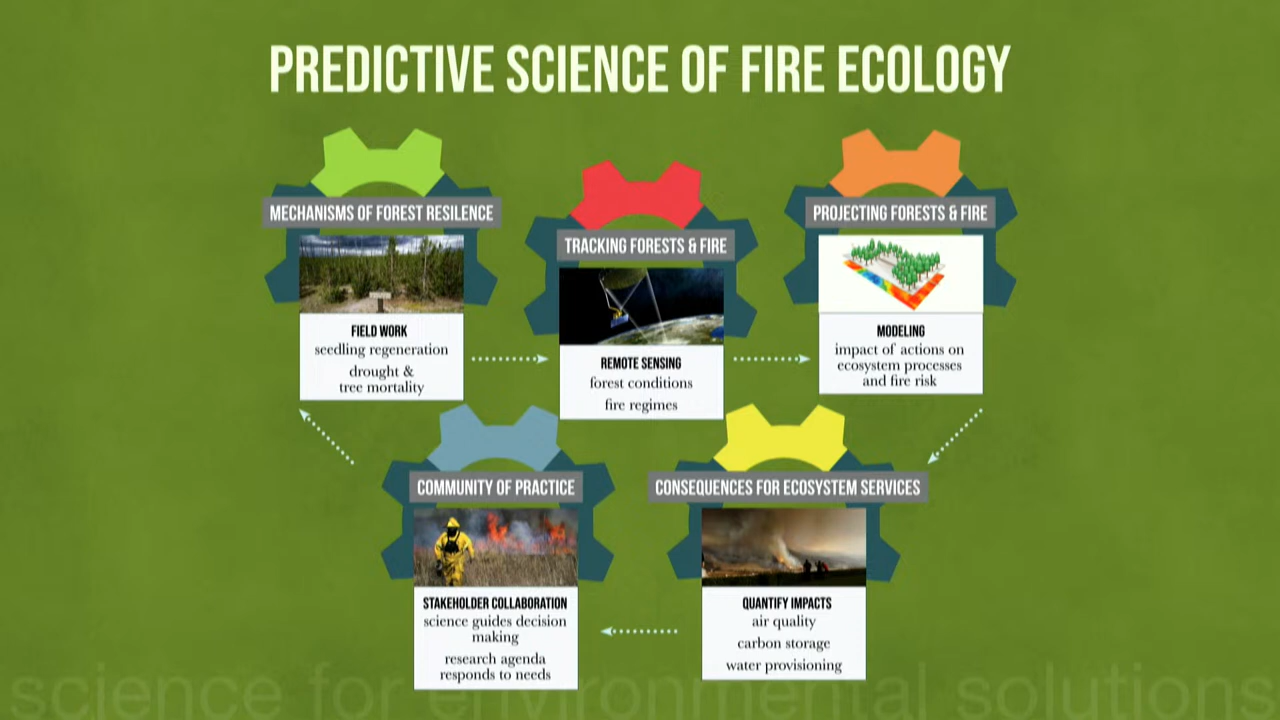 PREDICTIVE SCIENCE OF FIRE ECOLOGY
MECHANISMS OF FOREST RESILENCE
FIELD WORK
seedling regeneration
drought &
tree mortality
TRACKING FORESTS & FIRE
REMOTE SENSING
forest conditions
fire regimes
PROJECTING FORESTS & FIRE
MODELING
impact of actions on
ecosystem processes
and fire risk
COMMUNITY OF PRACTICE
STAKEHOLDER COLLABORATION
science guides decision
making
research agenda
responds to needs
CONSEQUENCES FOR ECOSYSTEM SERVICES
QUANTIFY IMPACTS
air quality
carbon storage
water provisioning
science for environmental solutions